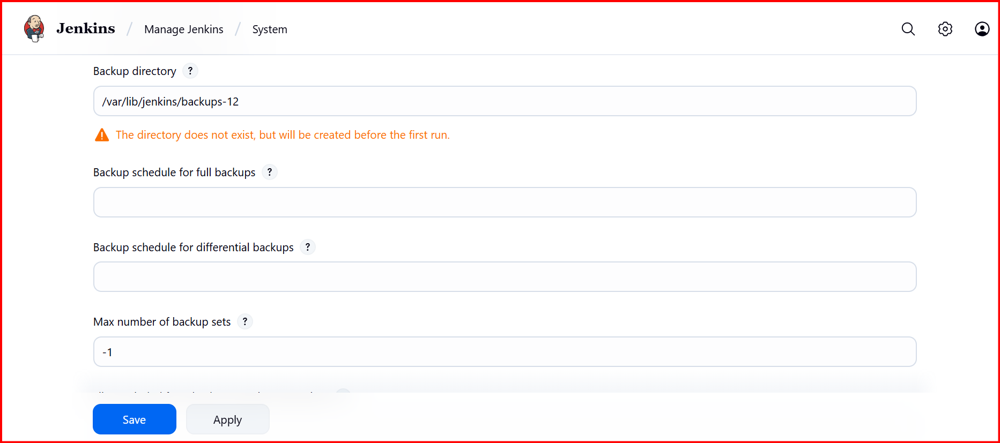 Jenkins / Manage Jenkins / System
Backup directory ?
/var/lib/jenkins/backups-12
The directory does not exist, but will be created before the first run.
Backup schedule for full backups ?
Backup schedule for differential backups ?
Max number of backup sets ?
-1
Save Apply